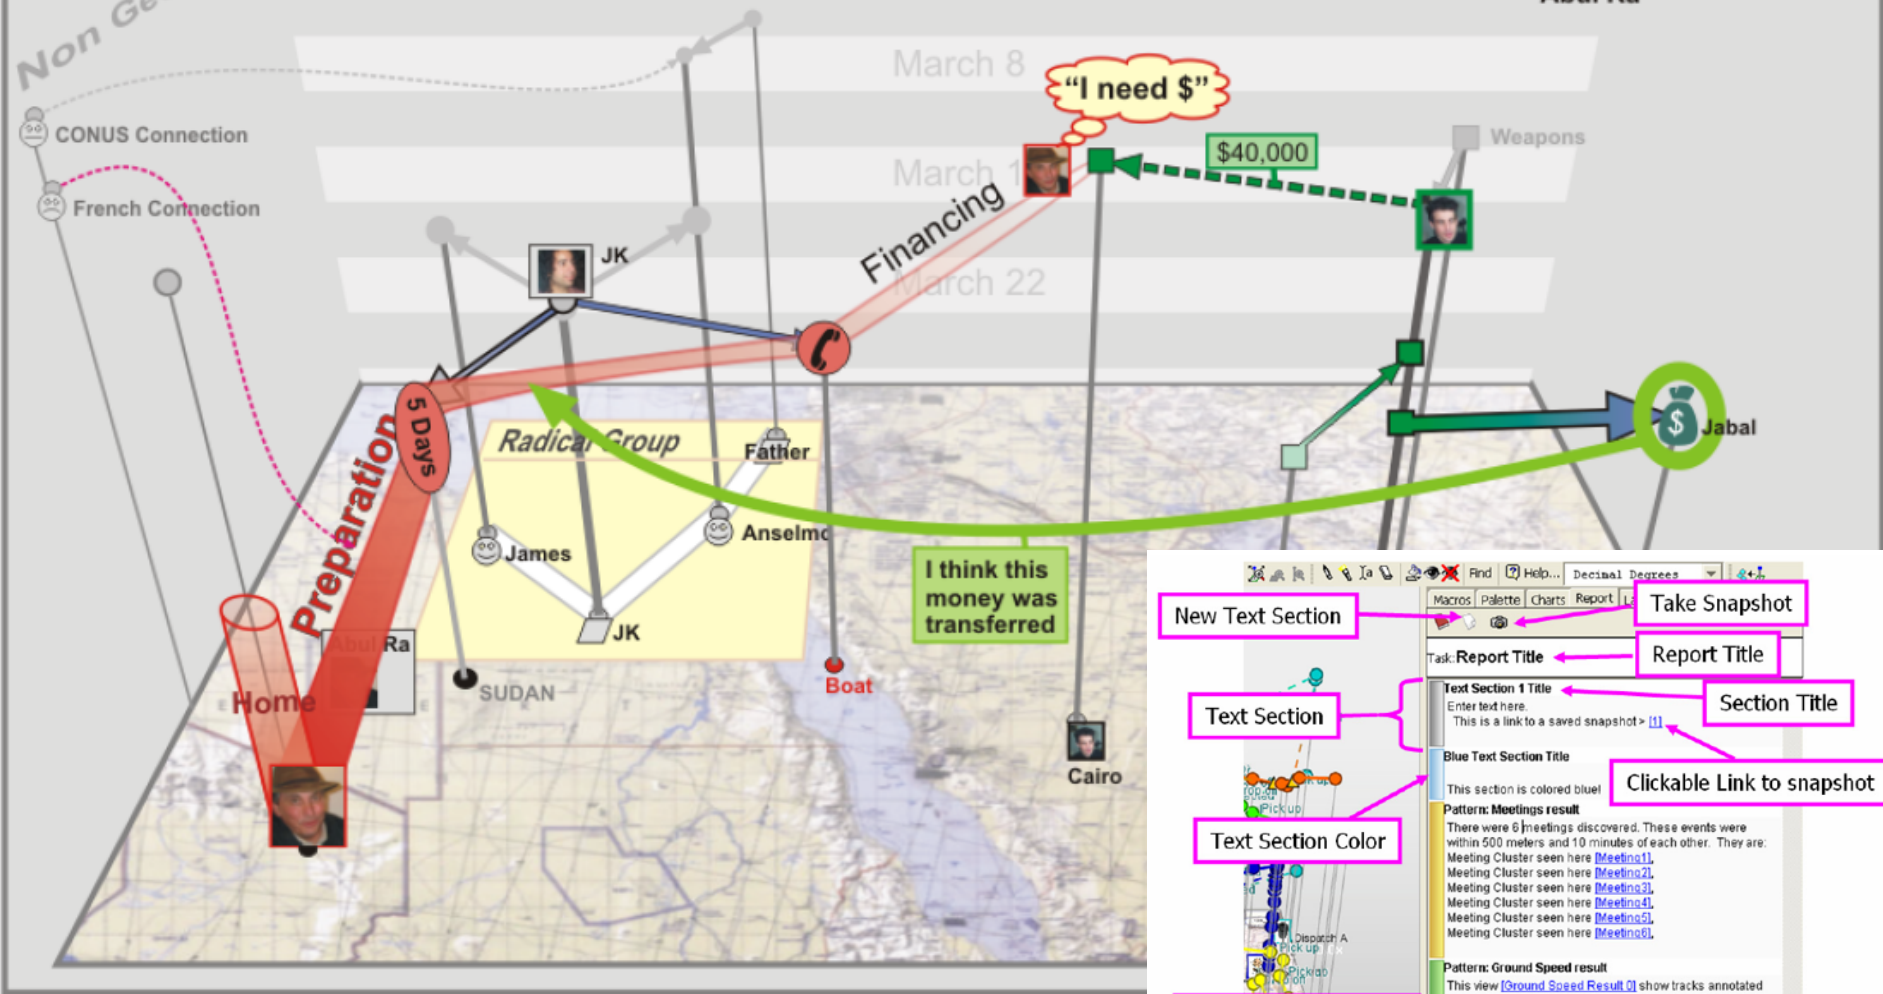 Non Ge
Abul Ra
March 8
"I need $"
CONUS Connection
March 1
$40,000
Weapons
French Connection
Financing
JK
March 22
5 Days
Radical Group
Father
Jabal
Preparation
James
Anselmo
I think this
money was
transferred
JK
Abul Ra
Home
SUDAN
Boat
Cairo
Find
Help...
Decimal Degrees
Macros
Palette
Charts
Report
New Text Section
Take Snapshot
Task: Report Title
Report Title
Text Section 1 Title
Enter text here.
This is a link to a saved snapshot > [1]
Section Title
Text Section
Blue Text Section Title
This section is colored blue!
Clickable Link to snapshot
Text Section Color
Pattern: Meetings result
There were 6 meetings discovered. These events were
within 500 meters and 10 minutes of each other. They are:
Meeting Cluster seen here [Meeting1],
Meeting Cluster seen here [Meeting2],
Meeting Cluster seen here [Meeting3],
Meeting Cluster seen here [Meeting4],
Meeting Cluster seen here [Meeting5],
Meeting Cluster seen here [Meeting6],
Pick up
Dispatch A
Pick up
Pattern: Ground Speed result
This view [Ground Speed Result 0] show tracks annotated